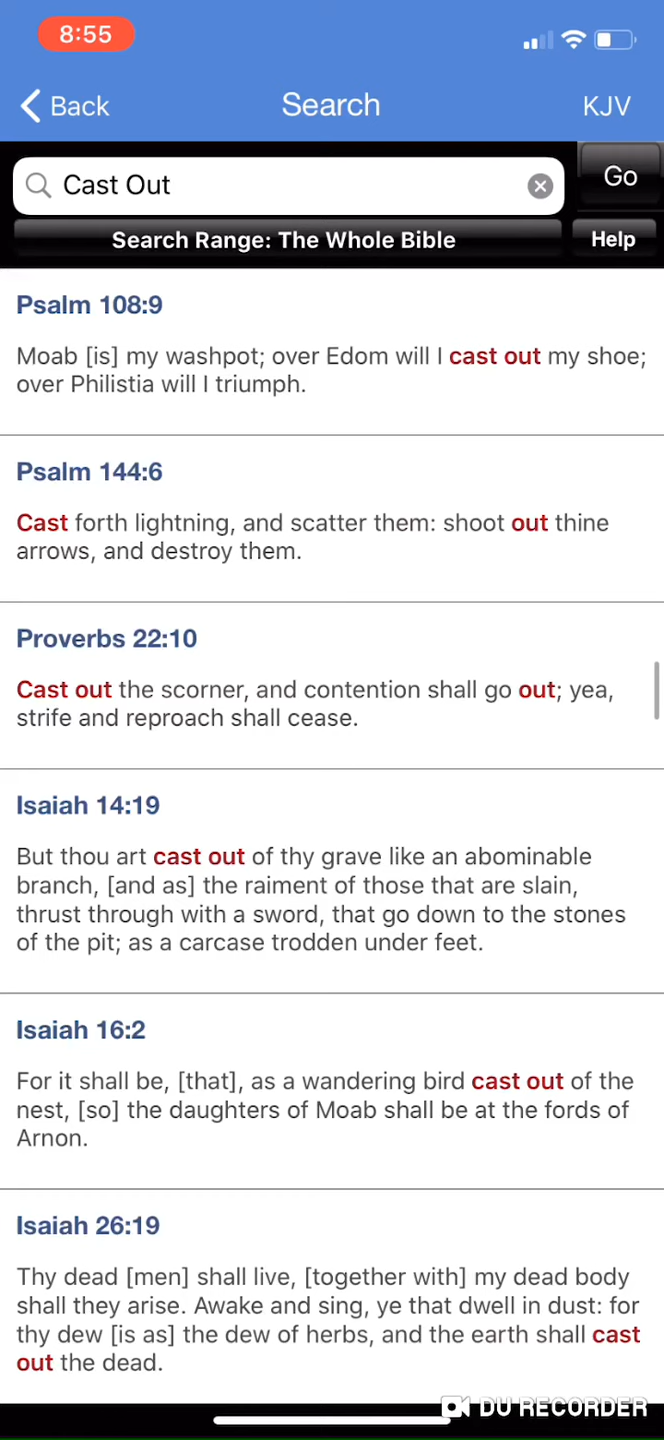 8:55
Back
Search
KJV
Cast Out
Go
Search Range: The Whole Bible
Help
Psalm 108:9
Moab [is] my washpot; over Edom will I cast out my shoe;
over Philistia will I triumph.
Psalm 144:6
Cast forth lightning, and scatter them: shoot out thine
arrows, and destroy them.
Proverbs 22:10
Cast out the scorner, and contention shall go out; yea,
strife and reproach shall cease.
Isaiah 14:19
But thou art cast out of thy grave like an abominable
branch, [and as] the raiment of those that are slain,
thrust through with a sword, that go down to the stones
of the pit; as a carcase trodden under feet.
Isaiah 16:2
For it shall be, [that], as a wandering bird cast out of the
nest, [so] the daughters of Moab shall be at the fords of
Arnon.
Isaiah 26:19
Thy dead [men] shall live, [together with] my dead body
shall they arise. Awake and sing, ye that dwell in dust: for
thy dew [is as] the dew of herbs, and the earth shall cast
out the dead.
DU RECORDER